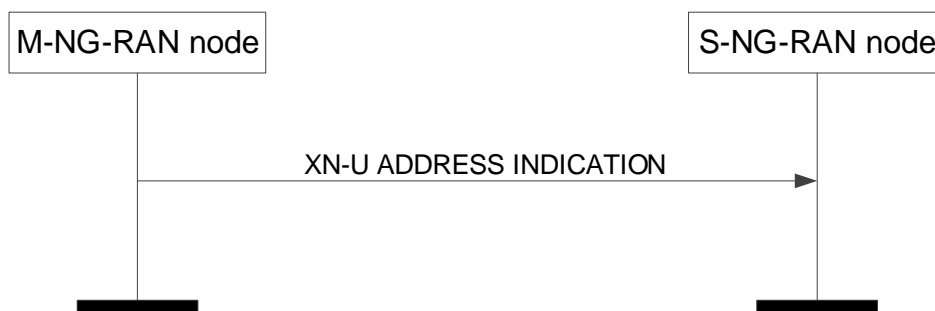 M-NG-RAN node
S-NG-RAN node
XN-U ADDRESS INDICATION